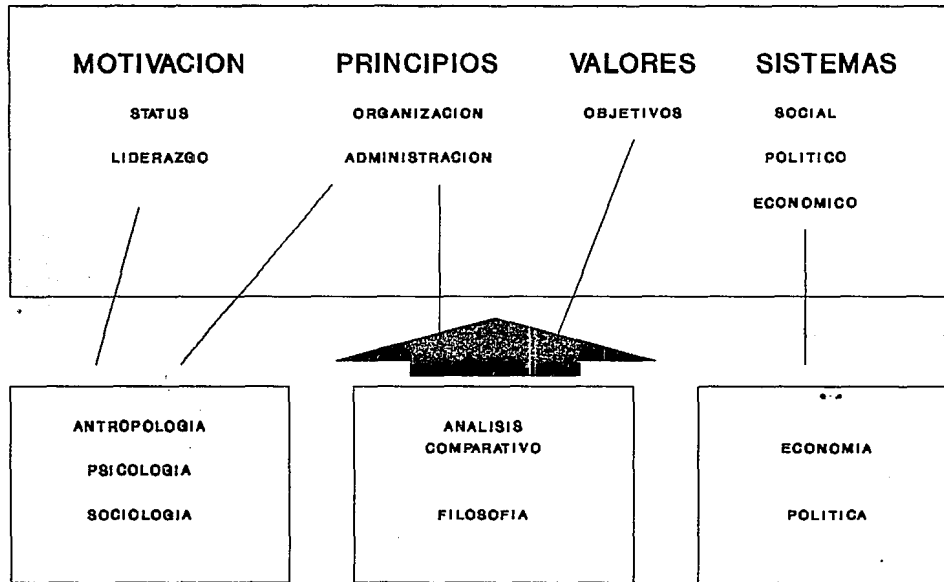 MOTIVACION PRINCIPIOS VALORES SISTEMAS
STATUS ORGANIZACION OBJETIVOS SOCIAL
LIDERAZGO ADMINISTRACION POLITICO
ECONOMICO
ANTROPOLOGIA
PSICOLOGIA
SOCIOLOGIA
ANALISIS
COMPARATIVO
FILOSOFIA
ECONOMIA
POLITICA